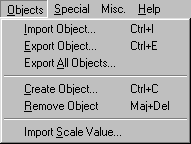 Objects Special Misc. Help
Import Object... Ctrl+I
Export Object... Ctrl+E
Export All Objects...
Create Object... Ctrl+C
Remove Object Maj+Del
Import Scale Value...